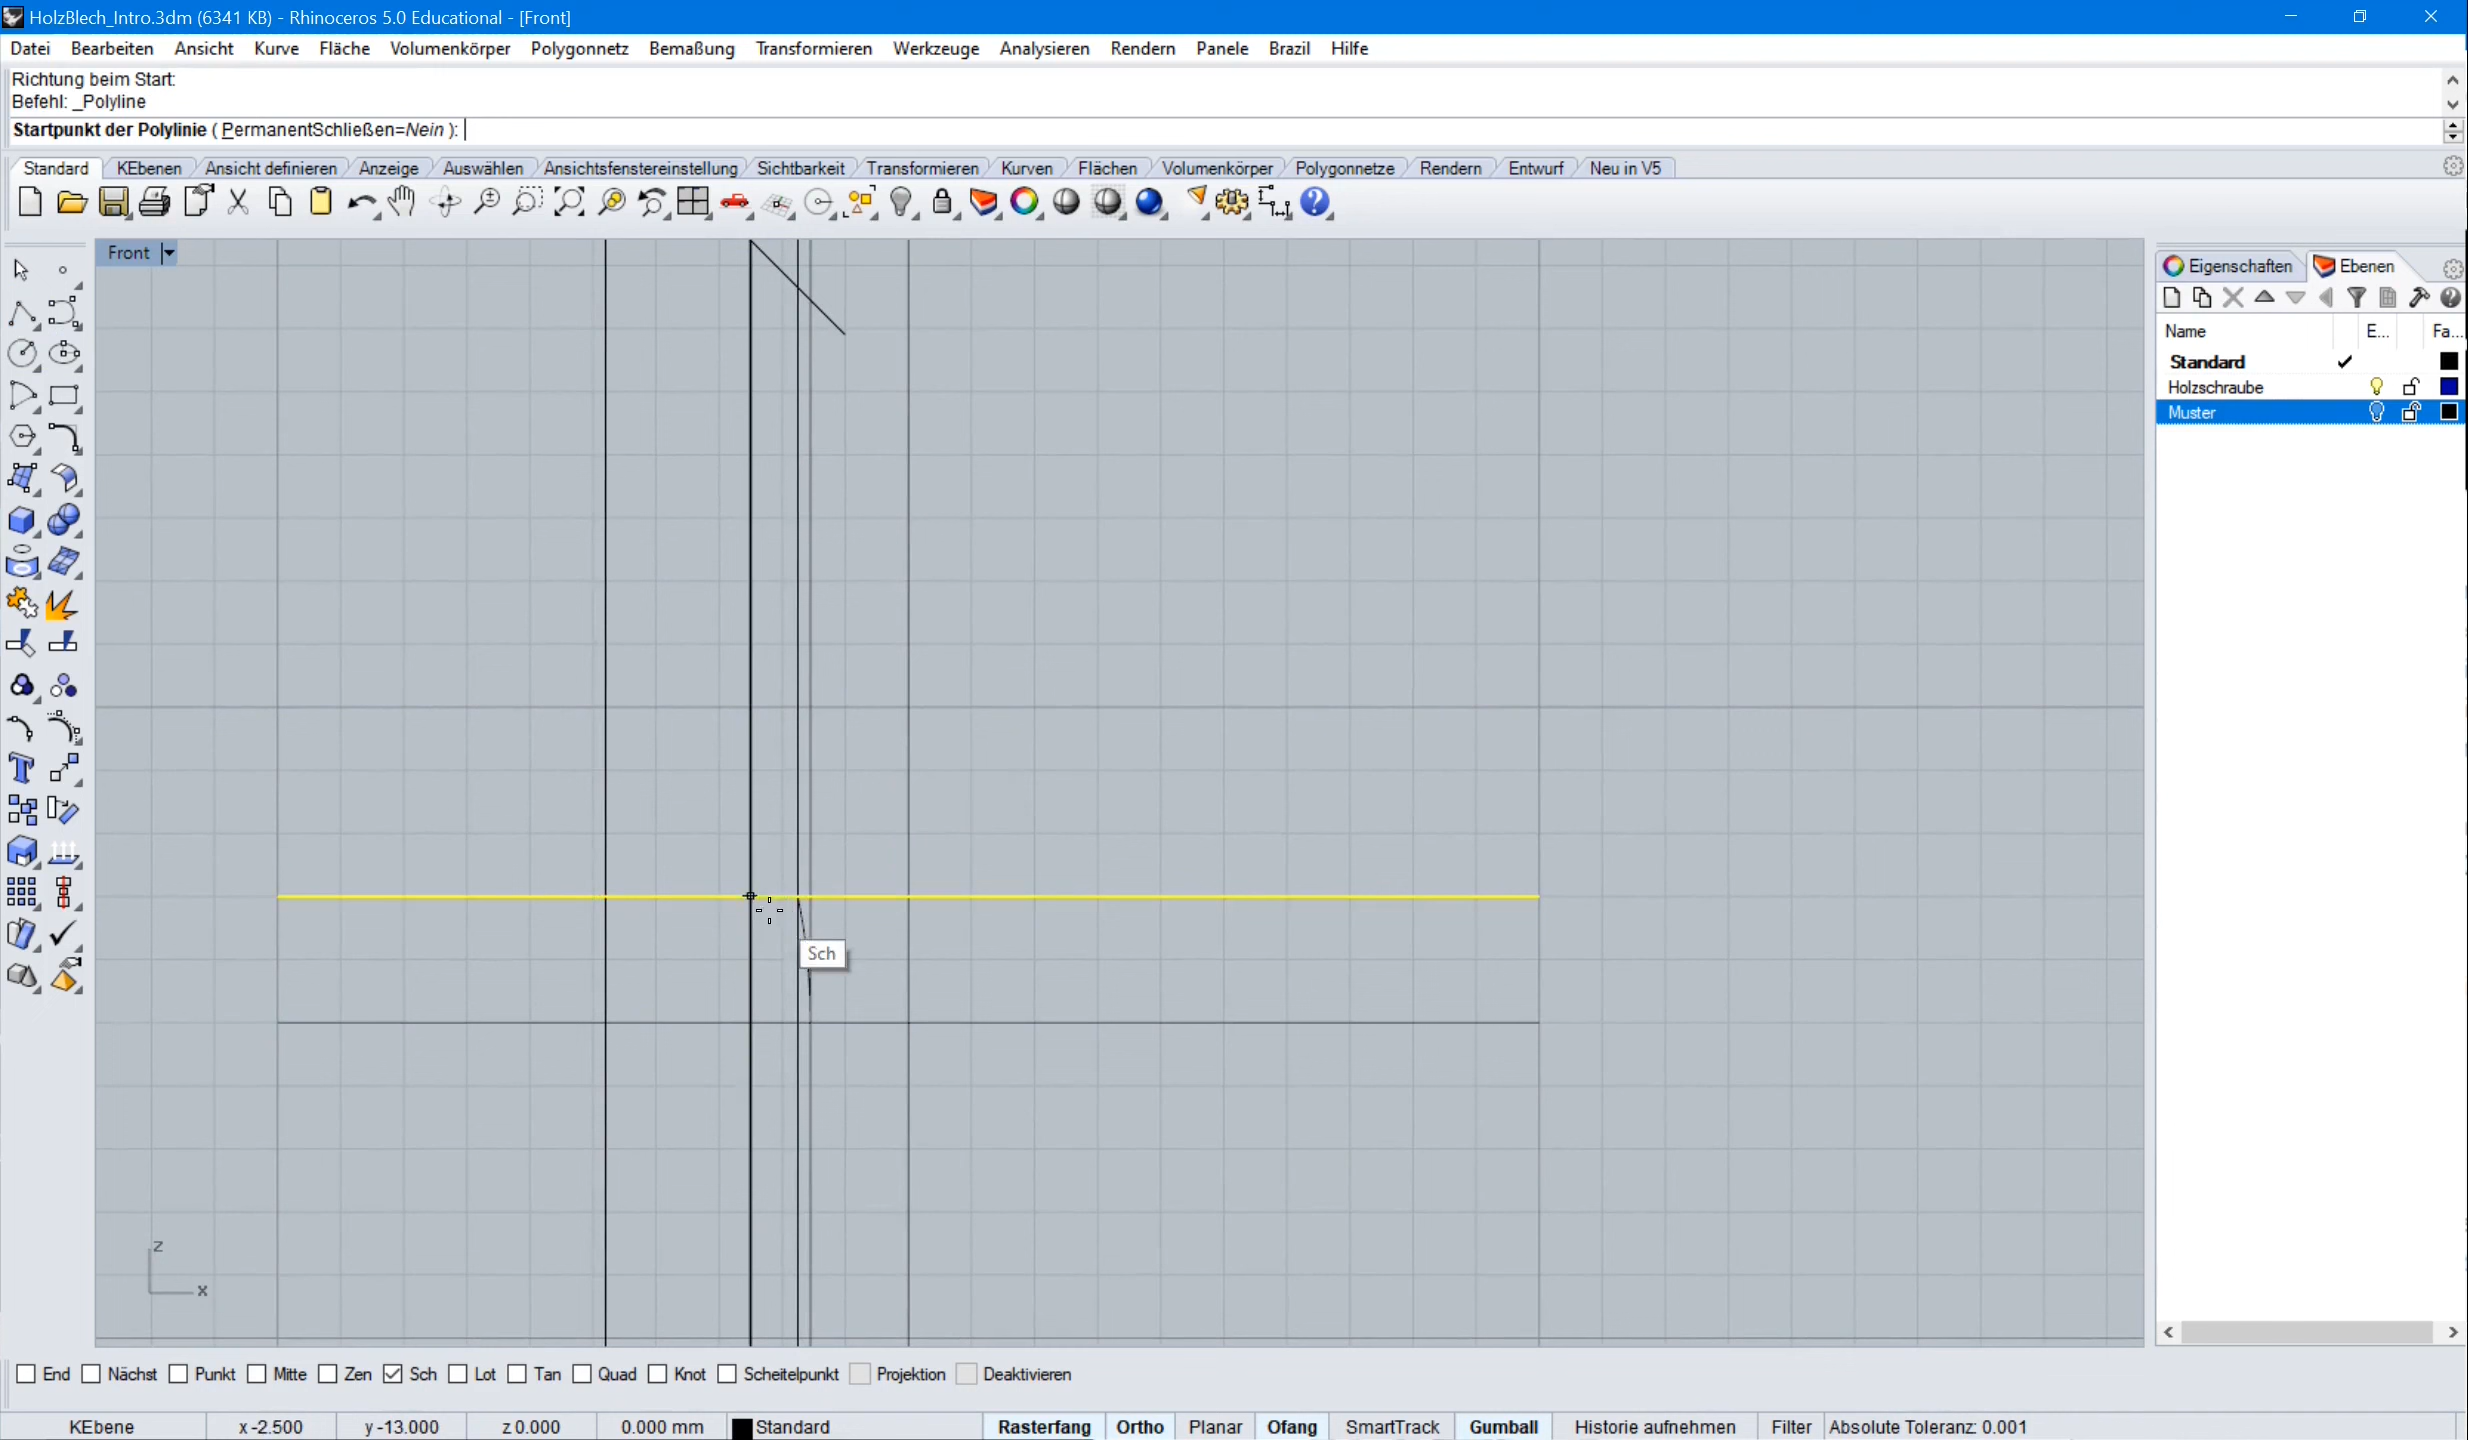 HolzBlech_Intro.3dm (6341 KB) - Rhinoceros 5.0 Educational - [Front]
Datei Bearbeiten Ansicht Kurve Fläche Volumenkörper Polygonnetz Bemaßung Transformieren Werkzeuge Analysieren Rendern Panele Brazil Hilfe
Richtung beim Start:
Befehl: _Polyline
Startpunkt der Polylinie ( PermanentSchließen=Nein ):
Standard KEbenen Ansicht definieren Anzeige Auswählen Ansichtsfenstereinstellung Sichtbarkeit Transformieren Kurven Flächen Volumenkörper Polygonnetze Rendern Entwurf Neu in V5
Front
Eigenschaften Ebenen
Name E... Fa...
Standard
Holzschraube
Muster
Sch
z
x
End Nächst Punkt Mitte Zen Sch Lot Tan Quad Knot Scheitelpunkt Projektion Deaktivieren
KEbene x -2.500 y -13.000 z 0.000 0.000 mm Standard Rasterfang Ortho Planar Ofang SmartTrack Gumball Historie aufnehmen Filter Absolute Toleranz: 0.001